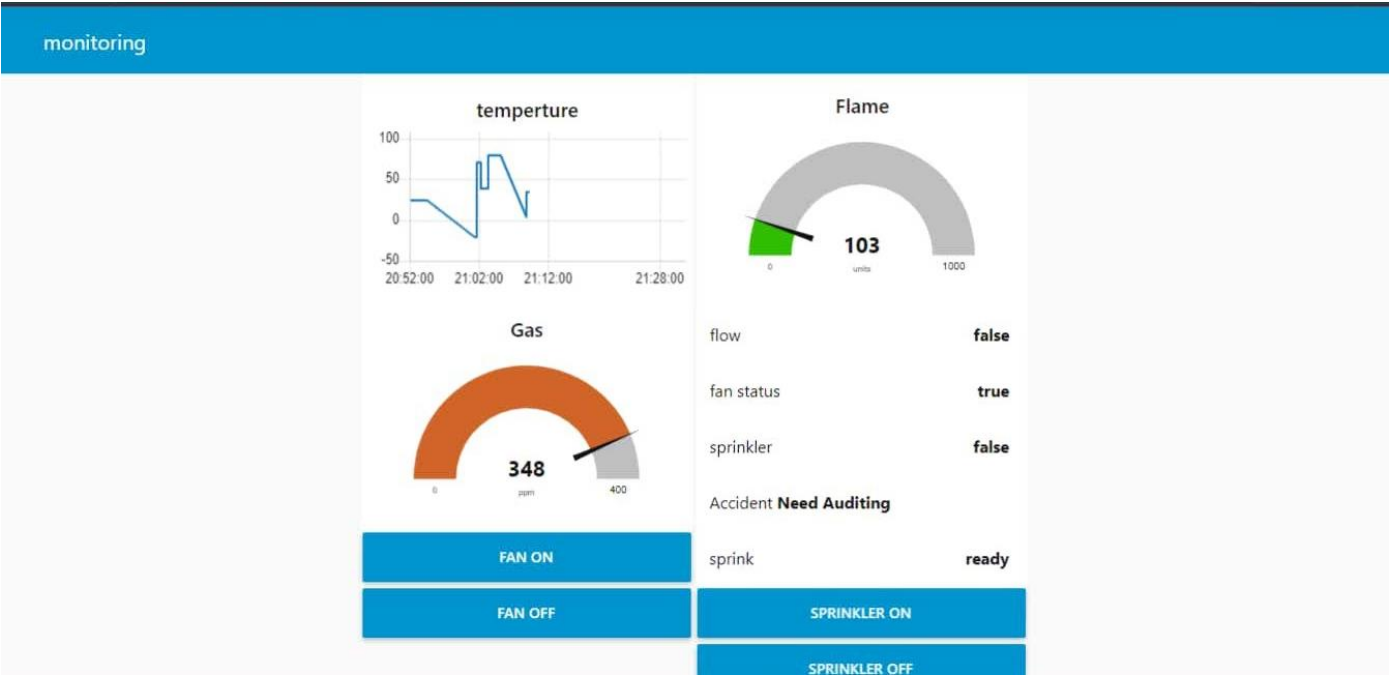 monitoring
temperture
100
50
0
-50
20:52:00 21:02:00 21:12:00 21:28:00
Gas
348
ppm
0 400
FAN ON
FAN OFF
Flame
103
units
0 1000
flow false
fan status true
sprinkler false
Accident Need Auditing
sprink ready
SPRINKLER ON
SPRINKLER OFF